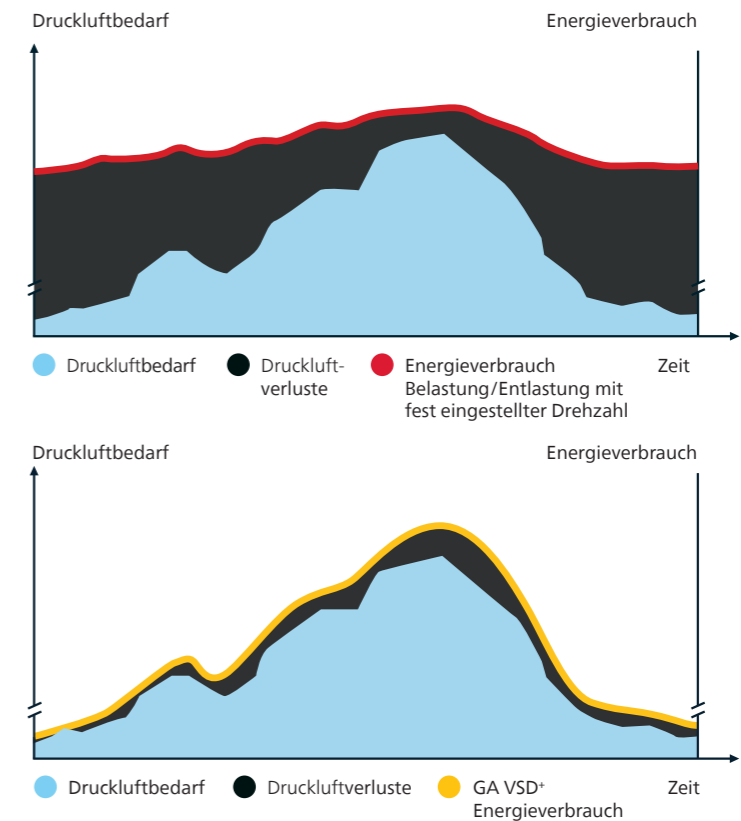 Druckluftbedarf
Energieverbrauch
Druckluftbedarf
Druckluft-
verluste
Energieverbrauch
Belastung/Entlastung mit
fest eingestellter Drehzahl
Zeit
Druckluftbedarf
Energieverbrauch
Druckluftbedarf
Druckluftverluste
GA VSD⁺
Energieverbrauch
Zeit